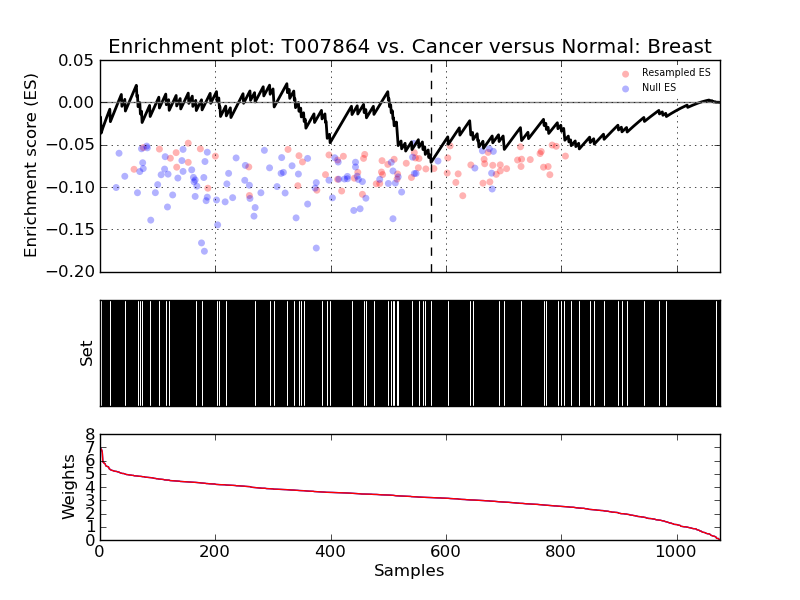 Enrichment plot: T007864 vs. Cancer versus Normal: Breast
0.05
0.00
−0.05
−0.10
−0.15
−0.20
Enrichment score (ES)
Resampled ES
Null ES
Set
8
7
6
5
4
3
2
1
0
Weights
0 200 400 600 800 1000
Samples